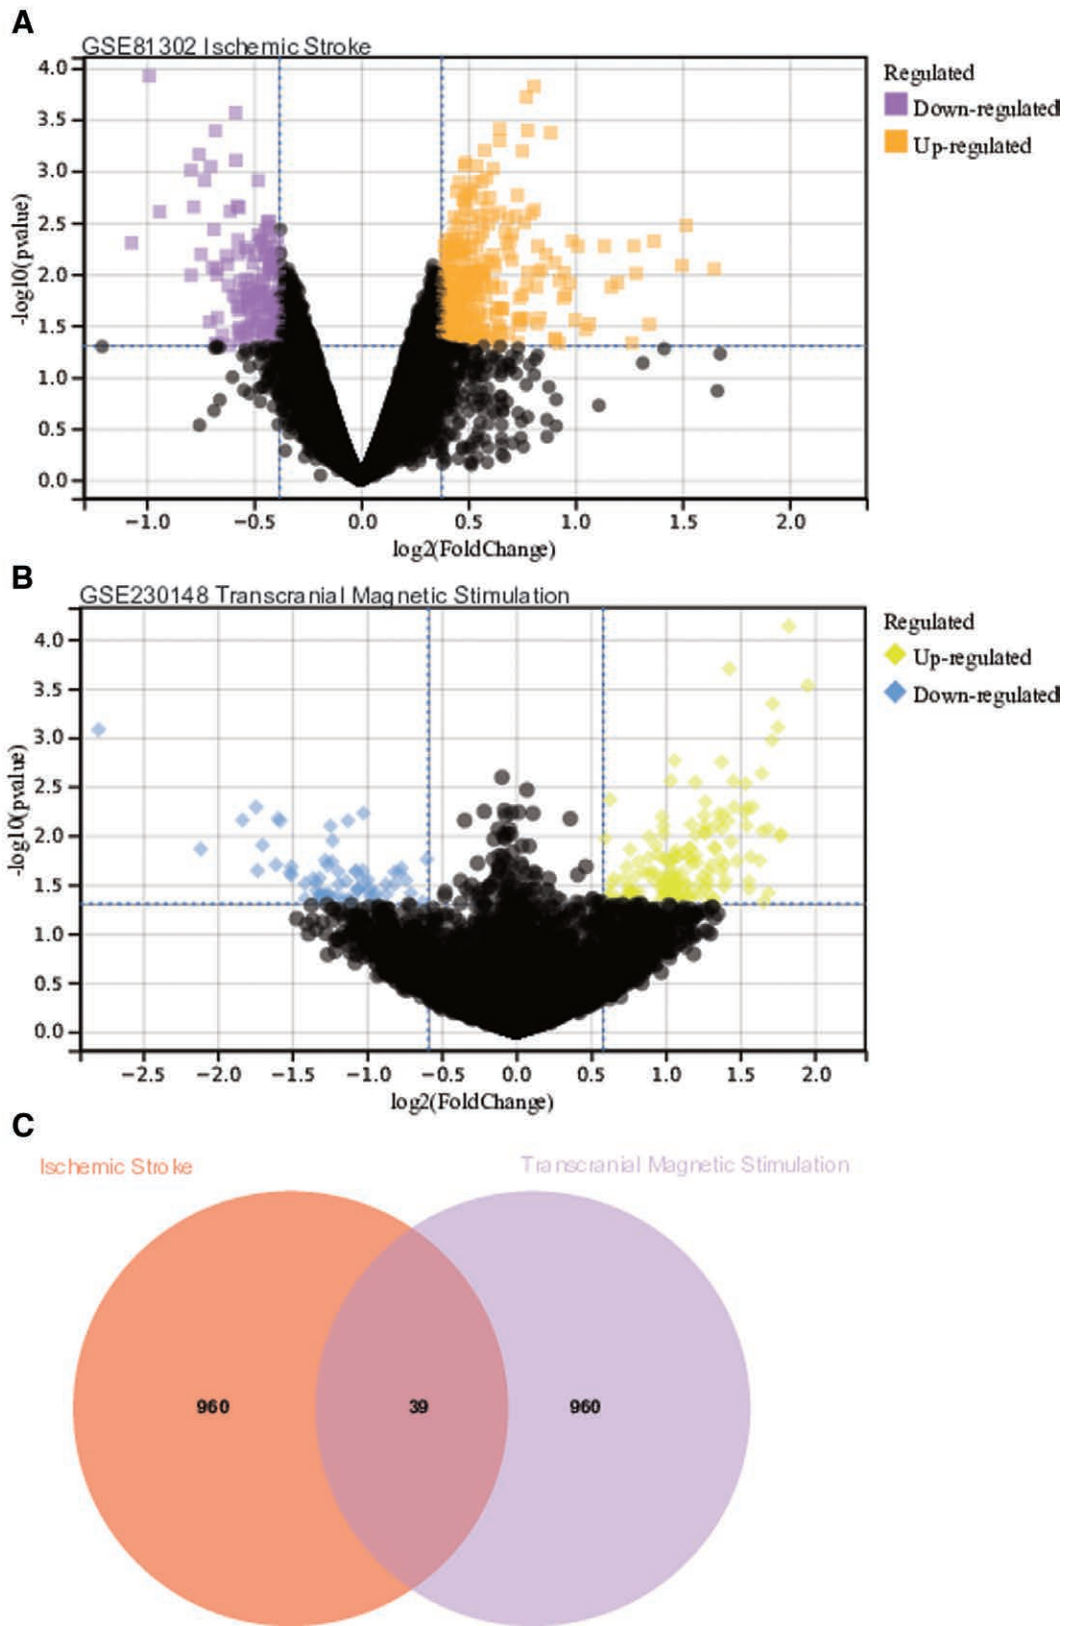 A
GSE81302 Ischemic Stroke
4.0
3.5
3.0
2.5
2.0
1.5
1.0
0.5
0.0
-log10(pvalue)
−1.0 −0.5 0.0 0.5 1.0 1.5 2.0
log2(FoldChange)
Regulated
Down-regulated
Up-regulated
B
GSE230148 Transcranial Magnetic Stimulation
4.0
3.5
3.0
2.5
2.0
1.5
1.0
0.5
0.0
-log10(pvalue)
−2.5 −2.0 −1.5 −1.0 −0.5 0.0 0.5 1.0 1.5 2.0
log2(FoldChange)
Regulated
Up-regulated
Down-regulated
C
Ischemic Stroke
Transcranial Magnetic Stimulation
960 39 960